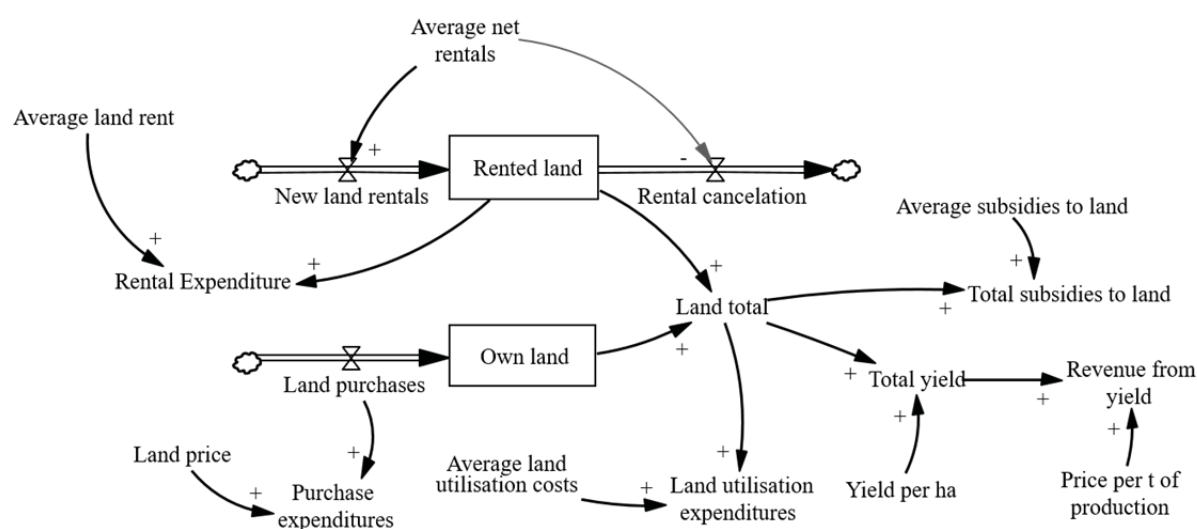 Average net
rentals
Average land rent
+
-
Rented land
New land rentals
Rental cancelation
Average subsidies to land
+
+
+
+
Rental Expenditure
Total subsidies to land
Land total
+
+
Own land
+
Land purchases
+
Total yield
+
Revenue from
yield
+
+
Land price
+
+
Average land
utilisation costs
+
+
+
Purchase
expenditures
Land utilisation
expenditures
Yield per ha
Price per t of
production